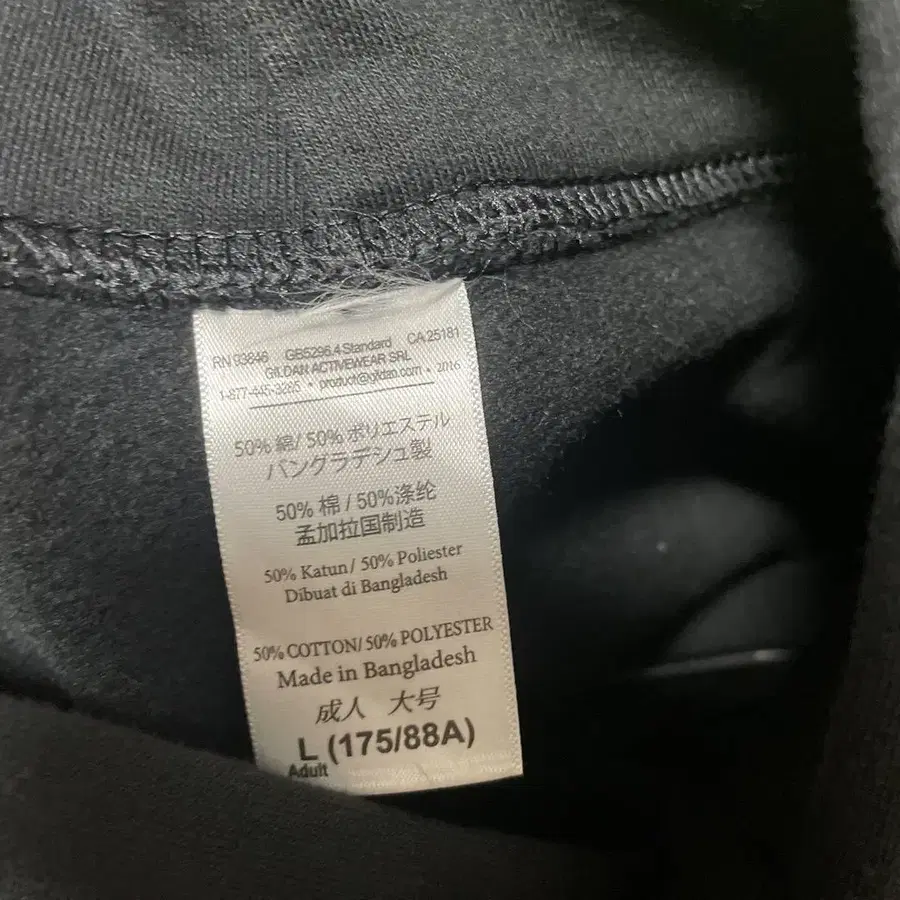 RN 93846 GB5296.4 Standard CA 25181
GILDAN ACTIVEWEAR SRL
1-877-445-3265 • product@gildan.com • 2016
50% 綿/ 50% ポリエステル
バングラデシュ製
50% 棉 / 50%涤纶
孟加拉国制造
50% Katun/ 50% Poliester
Dibuat di Bangladesh
50% COTTON/ 50% POLYESTER
Made in Bangladesh
成人 大号
L (175/88A)
Adult